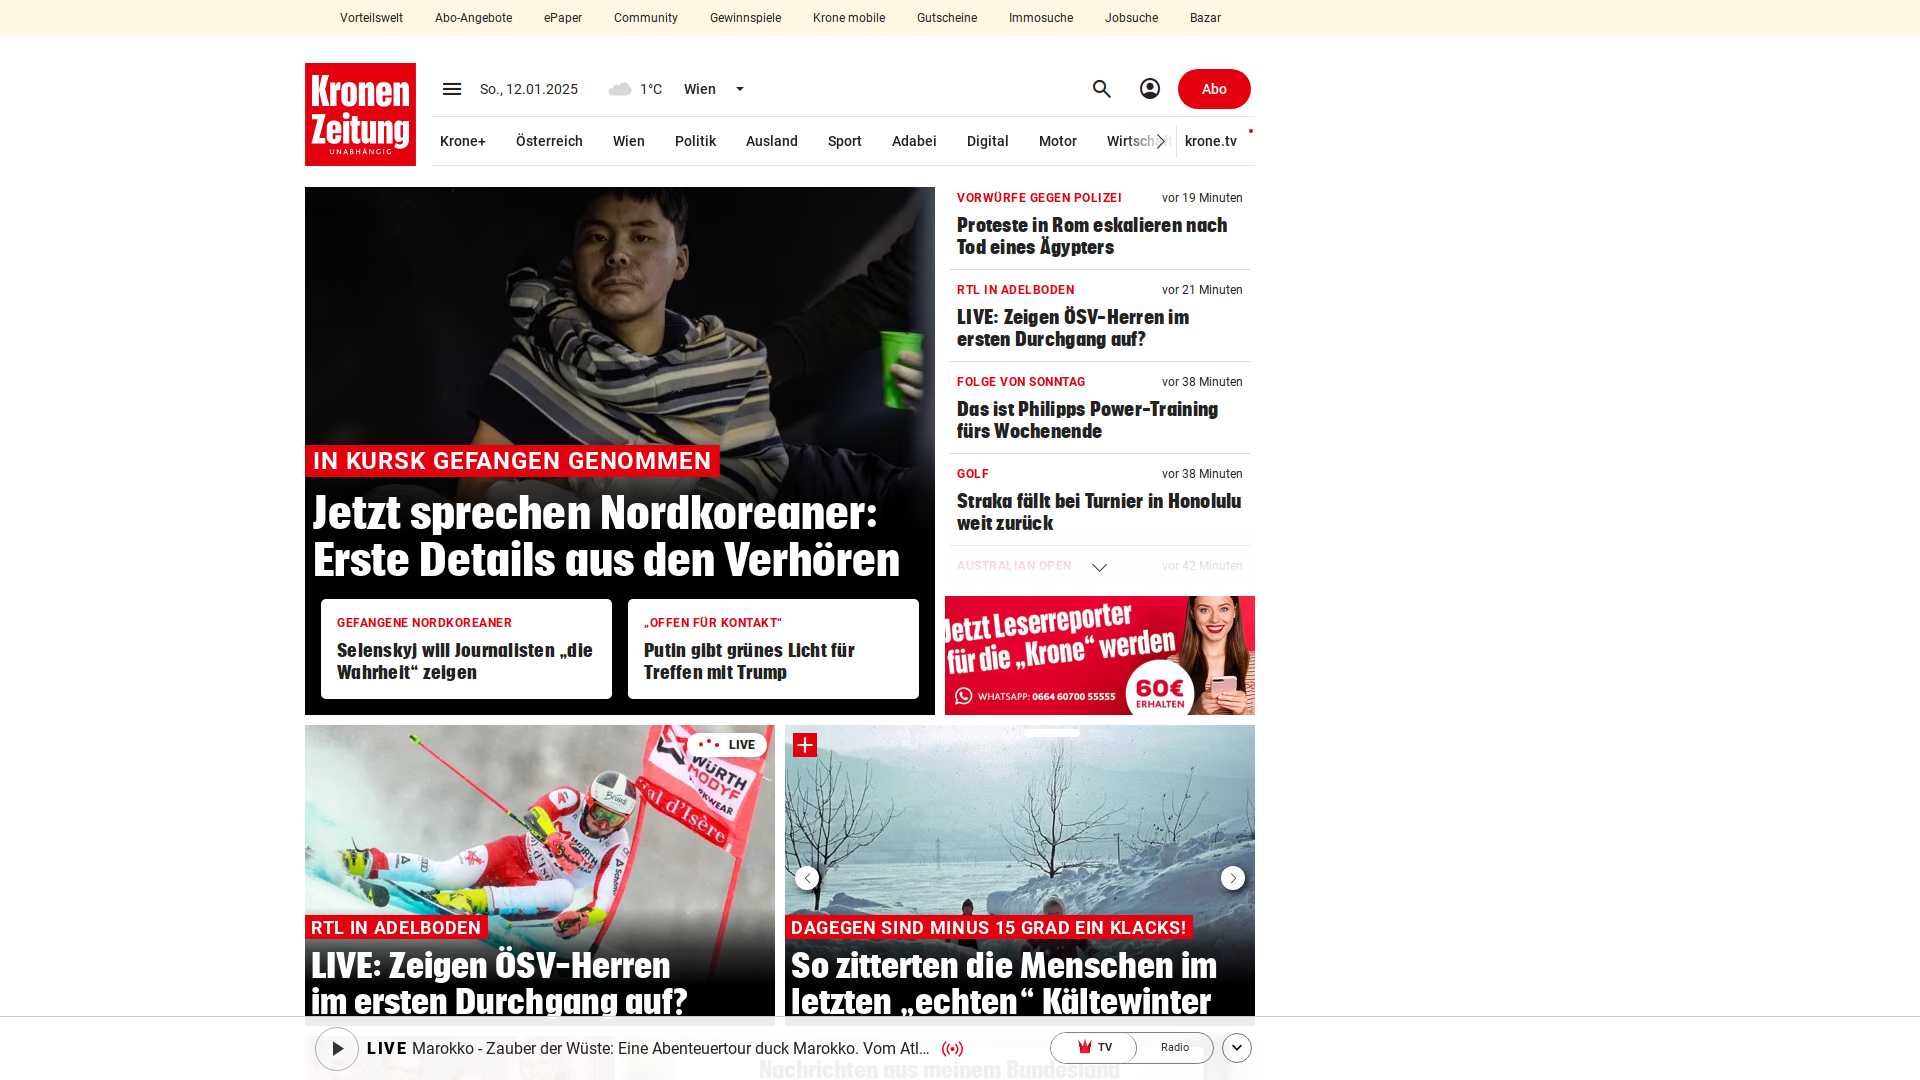 Vorteilswelt Abo-Angebote ePaper Community Gewinnspiele Krone mobile Gutscheine Immosuche Jobsuche Bazar
Kronen
Zeitung
UNABHÄNGIG
So., 12.01.2025 1°C Wien Abo
Krone+ Österreich Wien Politik Ausland Sport Adabei Digital Motor Wirtschaft krone.tv
IN KURSK GEFANGEN GENOMMEN
Jetzt sprechen Nordkoreaner:
Erste Details aus den Verhören
GEFANGENE NORDKOREANER
Selenskyj will Journalisten „die
Wahrheit“ zeigen
„OFFEN FÜR KONTAKT“
Putin gibt grünes Licht für
Treffen mit Trump
VORWÜRFE GEGEN POLIZEI vor 19 Minuten
Proteste in Rom eskalieren nach
Tod eines Ägypters
RTL IN ADELBODEN vor 21 Minuten
LIVE: Zeigen ÖSV-Herren im
ersten Durchgang auf?
FOLGE VON SONNTAG vor 38 Minuten
Das ist Philipps Power-Training
fürs Wochenende
GOLF vor 38 Minuten
Straka fällt bei Turnier in Honolulu
weit zurück
AUSTRALIAN OPEN vor 42 Minuten
Jetzt Leserreporter
für die „Krone“ werden
WHATSAPP: 0664 60700 55555
60€
ERHALTEN
LIVE
WÜRTH
MODYF
Val d'Isère
RTL IN ADELBODEN
LIVE: Zeigen ÖSV-Herren
im ersten Durchgang auf?
DAGEGEN SIND MINUS 15 GRAD EIN KLACKS!
So zitterten die Menschen im
letzten „echten“ Kältewinter
LIVE Marokko - Zauber der Wüste: Eine Abenteuertour duck Marokko. Vom Atl... TV Radio
Nachrichten aus meinem Bundesland